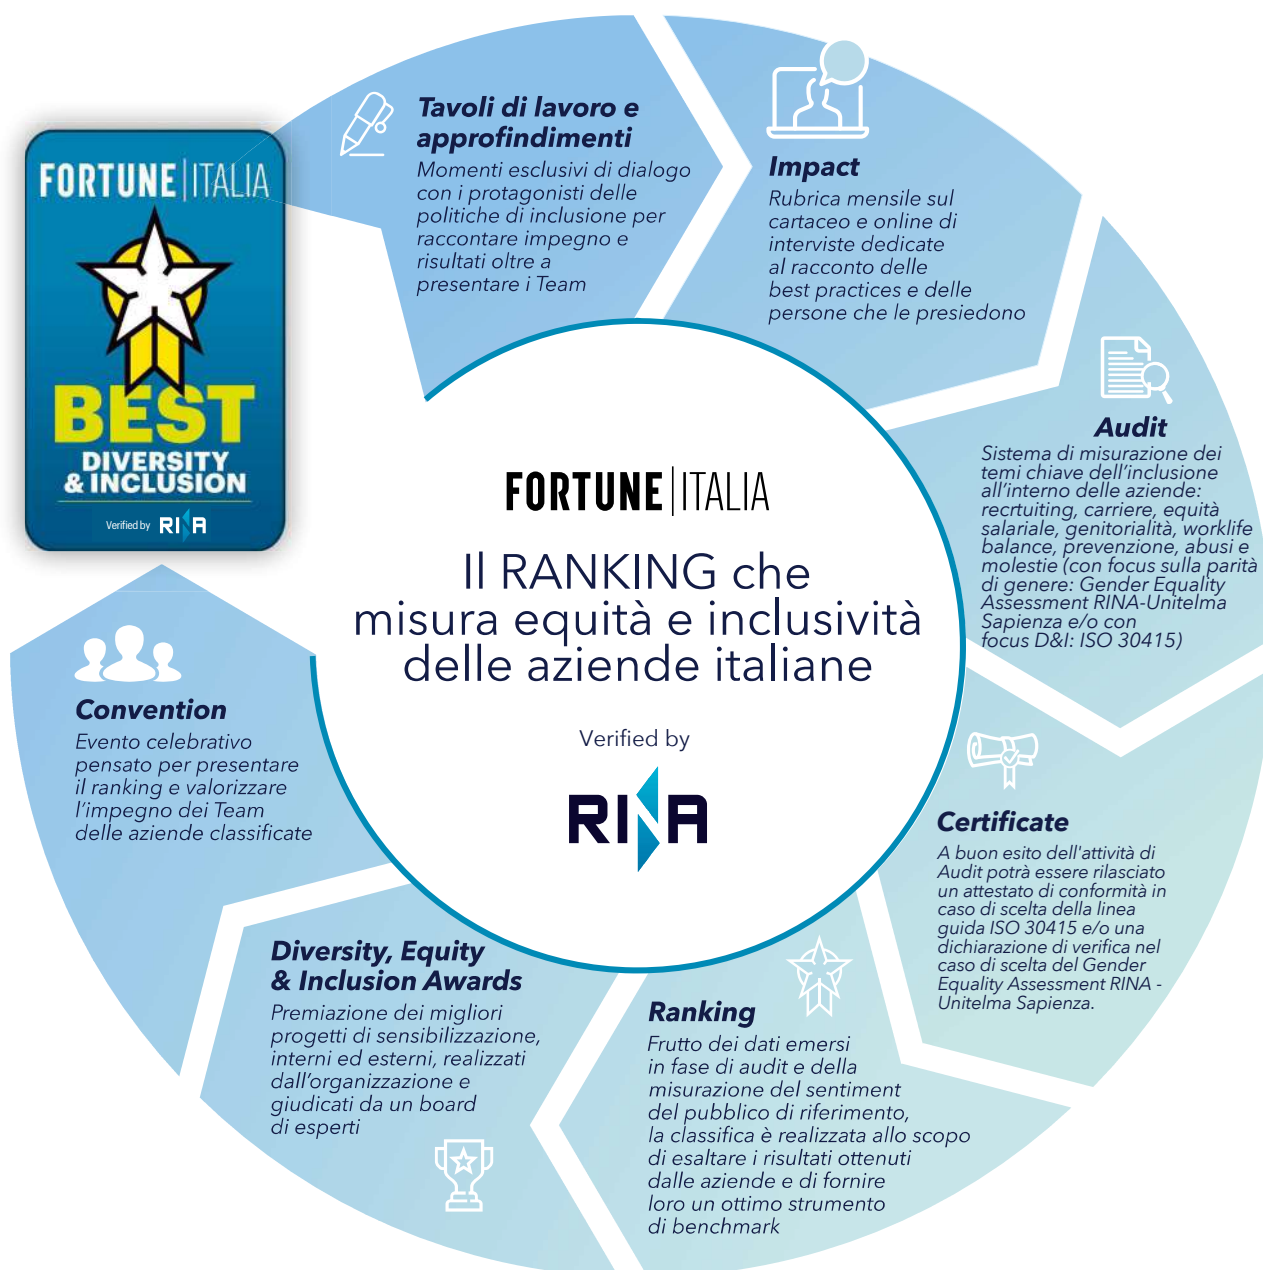 FORTUNE|ITALIA
BEST
DIVERSITY
& INCLUSION
Verified by RINA
Tavoli di lavoro e
approfindimenti
Momenti esclusivi di dialogo
con i protagonisti delle
politiche di inclusione per
raccontare impegno e
risultati oltre a
presentare i Team
Impact
Rubrica mensile sul
cartaceo e online di
interviste dedicate
al racconto delle
best practices e delle
persone che le presiedono
Audit
Sistema di misurazione dei
temi chiave dell'inclusione
all'interno delle aziende:
recrtuiting, carriere, equità
salariale, genitorialità, worklife
balance, prevenzione, abusi e
molestie (con focus sulla parità
di genere: Gender Equality
Assessment RINA-Unitelma
Sapienza e/o con
focus D&I: ISO 30415)
Certificate
A buon esito dell'attività di
Audit potrà essere rilasciato
un attestato di conformità in
caso di scelta della linea
guida ISO 30415 e/o una
dichiarazione di verifica nel
caso di scelta del Gender
Equality Assessment RINA -
Unitelma Sapienza.
Ranking
Frutto dei dati emersi
in fase di audit e della
misurazione del sentiment
del pubblico di riferimento,
la classifica è realizzata allo scopo
di esaltare i risultati ottenuti
dalle aziende e di fornire
loro un ottimo strumento
di benchmark
Diversity, Equity
& Inclusion Awards
Premiazione dei migliori
progetti di sensibilizzazione,
interni ed esterni, realizzati
dall'organizzazione e
giudicati da un board
di esperti
Convention
Evento celebrativo
pensato per presentare
il ranking e valorizzare
l'impegno dei Team
delle aziende classificate
FORTUNE|ITALIA
Il RANKING che
misura equità e inclusività
delle aziende italiane
Verified by
RINA